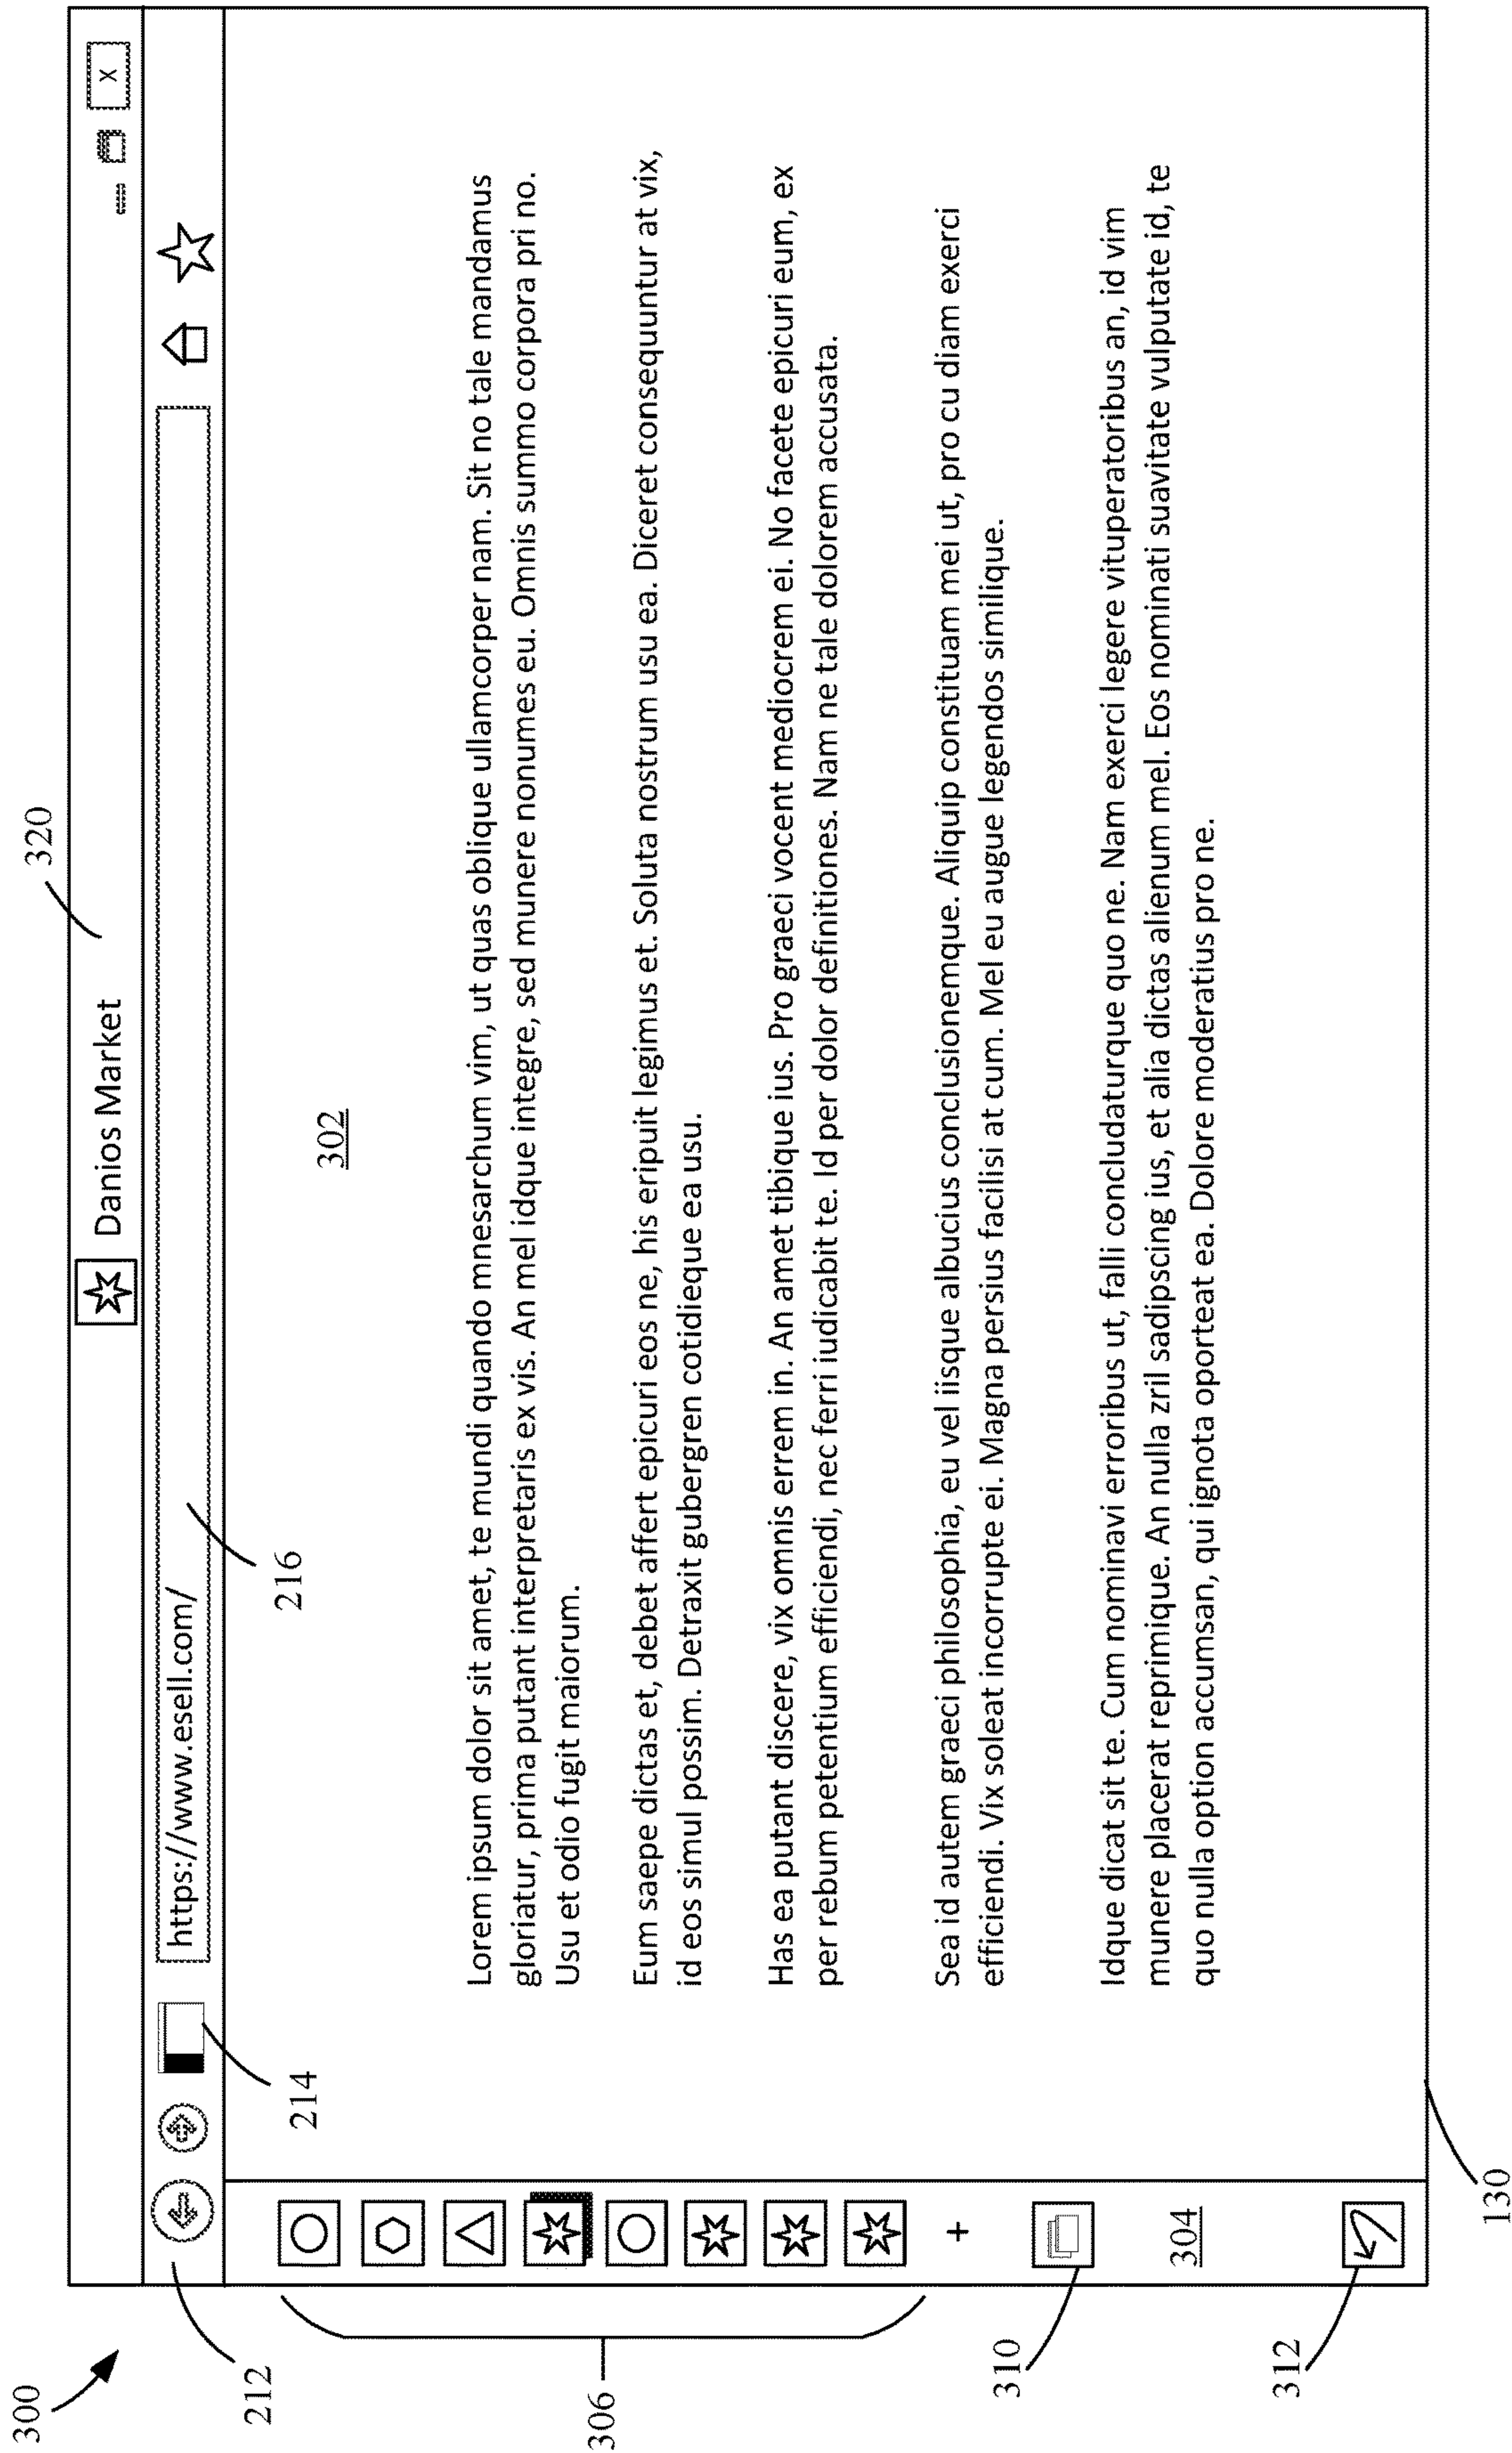 300
320
Danios Market
X
212
https://www.esell.com/
214
216
302
306
Lorem ipsum dolor sit amet, te mundi quando mnesarchum vim, ut quas oblique ullamcorper nam. Sit no tale mandamus
gloriatur, prima putant interpretaris ex vis. An mel idque integre, sed munere nonumes eu. Omnis summo corpora pri no.
Usu et odio fugit maiorum.
Eum saepe dictas et, debet affert epicuri eos ne, his eripuit legimus et. Soluta nostrum usu ea. Diceret consequuntur at vix,
id eos simul possim. Detraxit gubergren cotidieque ea usu.
Has ea putant discere, vix omnis errem in. An amet tibique ius. Pro graeci vocent mediocrem ei. No facete epicuri eum, ex
per rebum petentium efficiendi, nec ferri iudicabit te. Id per dolor definitiones. Nam ne tale dolorem accusata.
Sea id autem graeci philosophia, eu vel iisque albucius conclusionemque. Aliquip constituam mei ut, pro cu diam exerci
efficiendi. Vix soleat incorrupte ei. Magna persius facilisi at cum. Mel eu augue legendos similique.
Idque dicat sit te. Cum nominavi erroribus ut, falli concludaturque quo ne. Nam exerci legere vituperatoribus an, id vim
munere placerat reprimique. An nulla zril sadipscing ius, et alia dictas alienum mel. Eos nominati suavitate vulputate id, te
quo nulla option accumsan, qui ignota oporteat ea. Dolore moderatius pro ne.
+
310
304
312
130